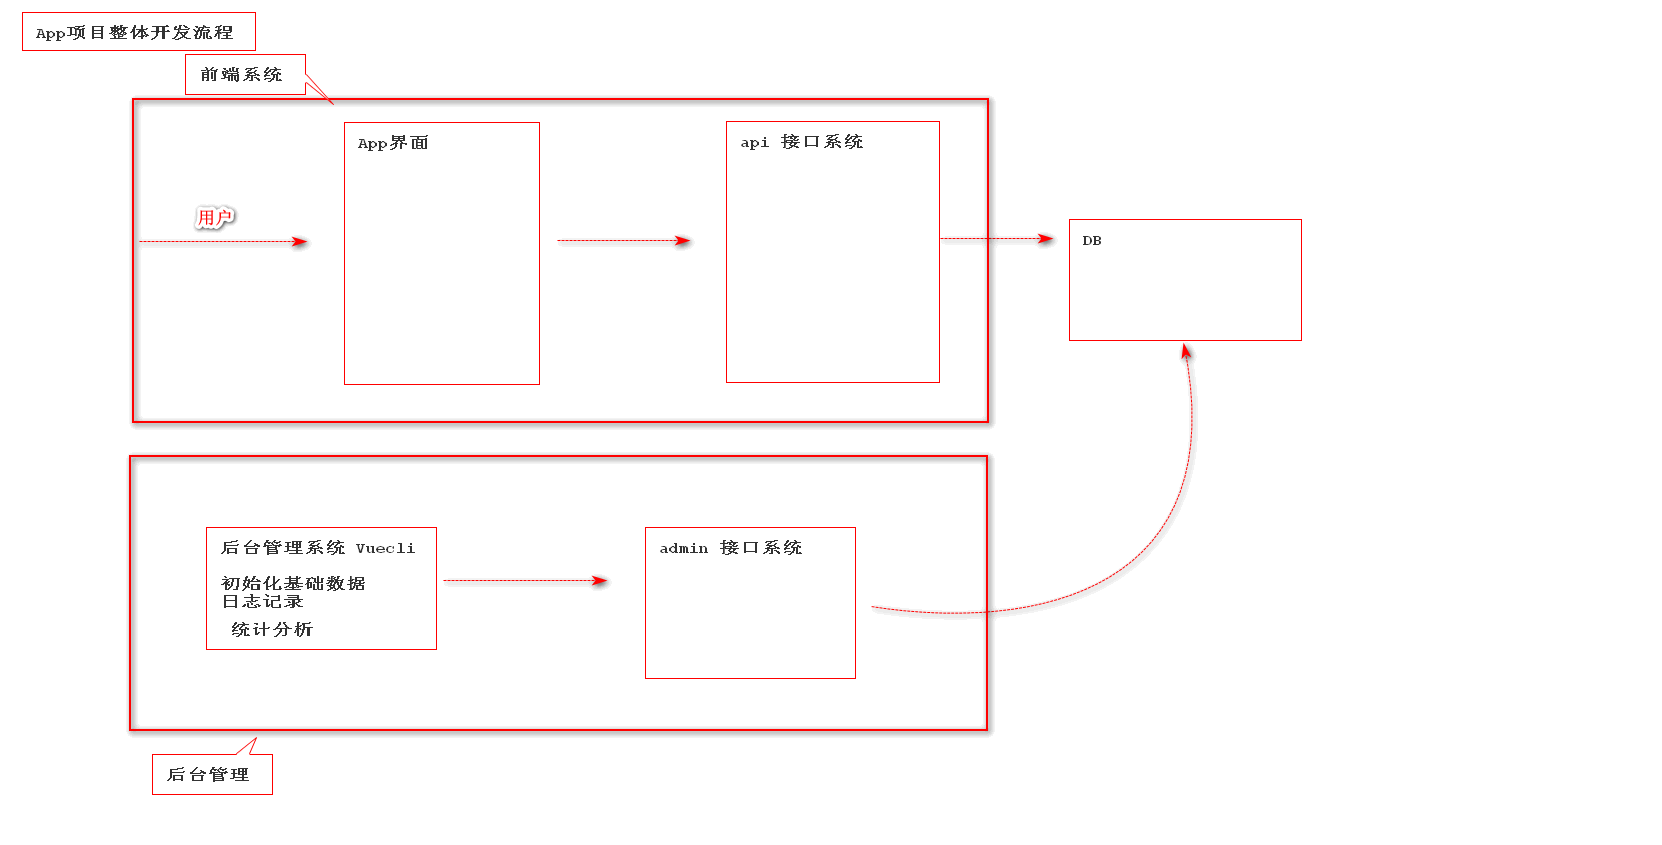 App项目整体开发流程
前端系统
App界面
api 接口系统
用户
DB
后台管理系统 Vuecli
初始化基础数据
日志记录
统计分析
admin 接口系统
后台管理